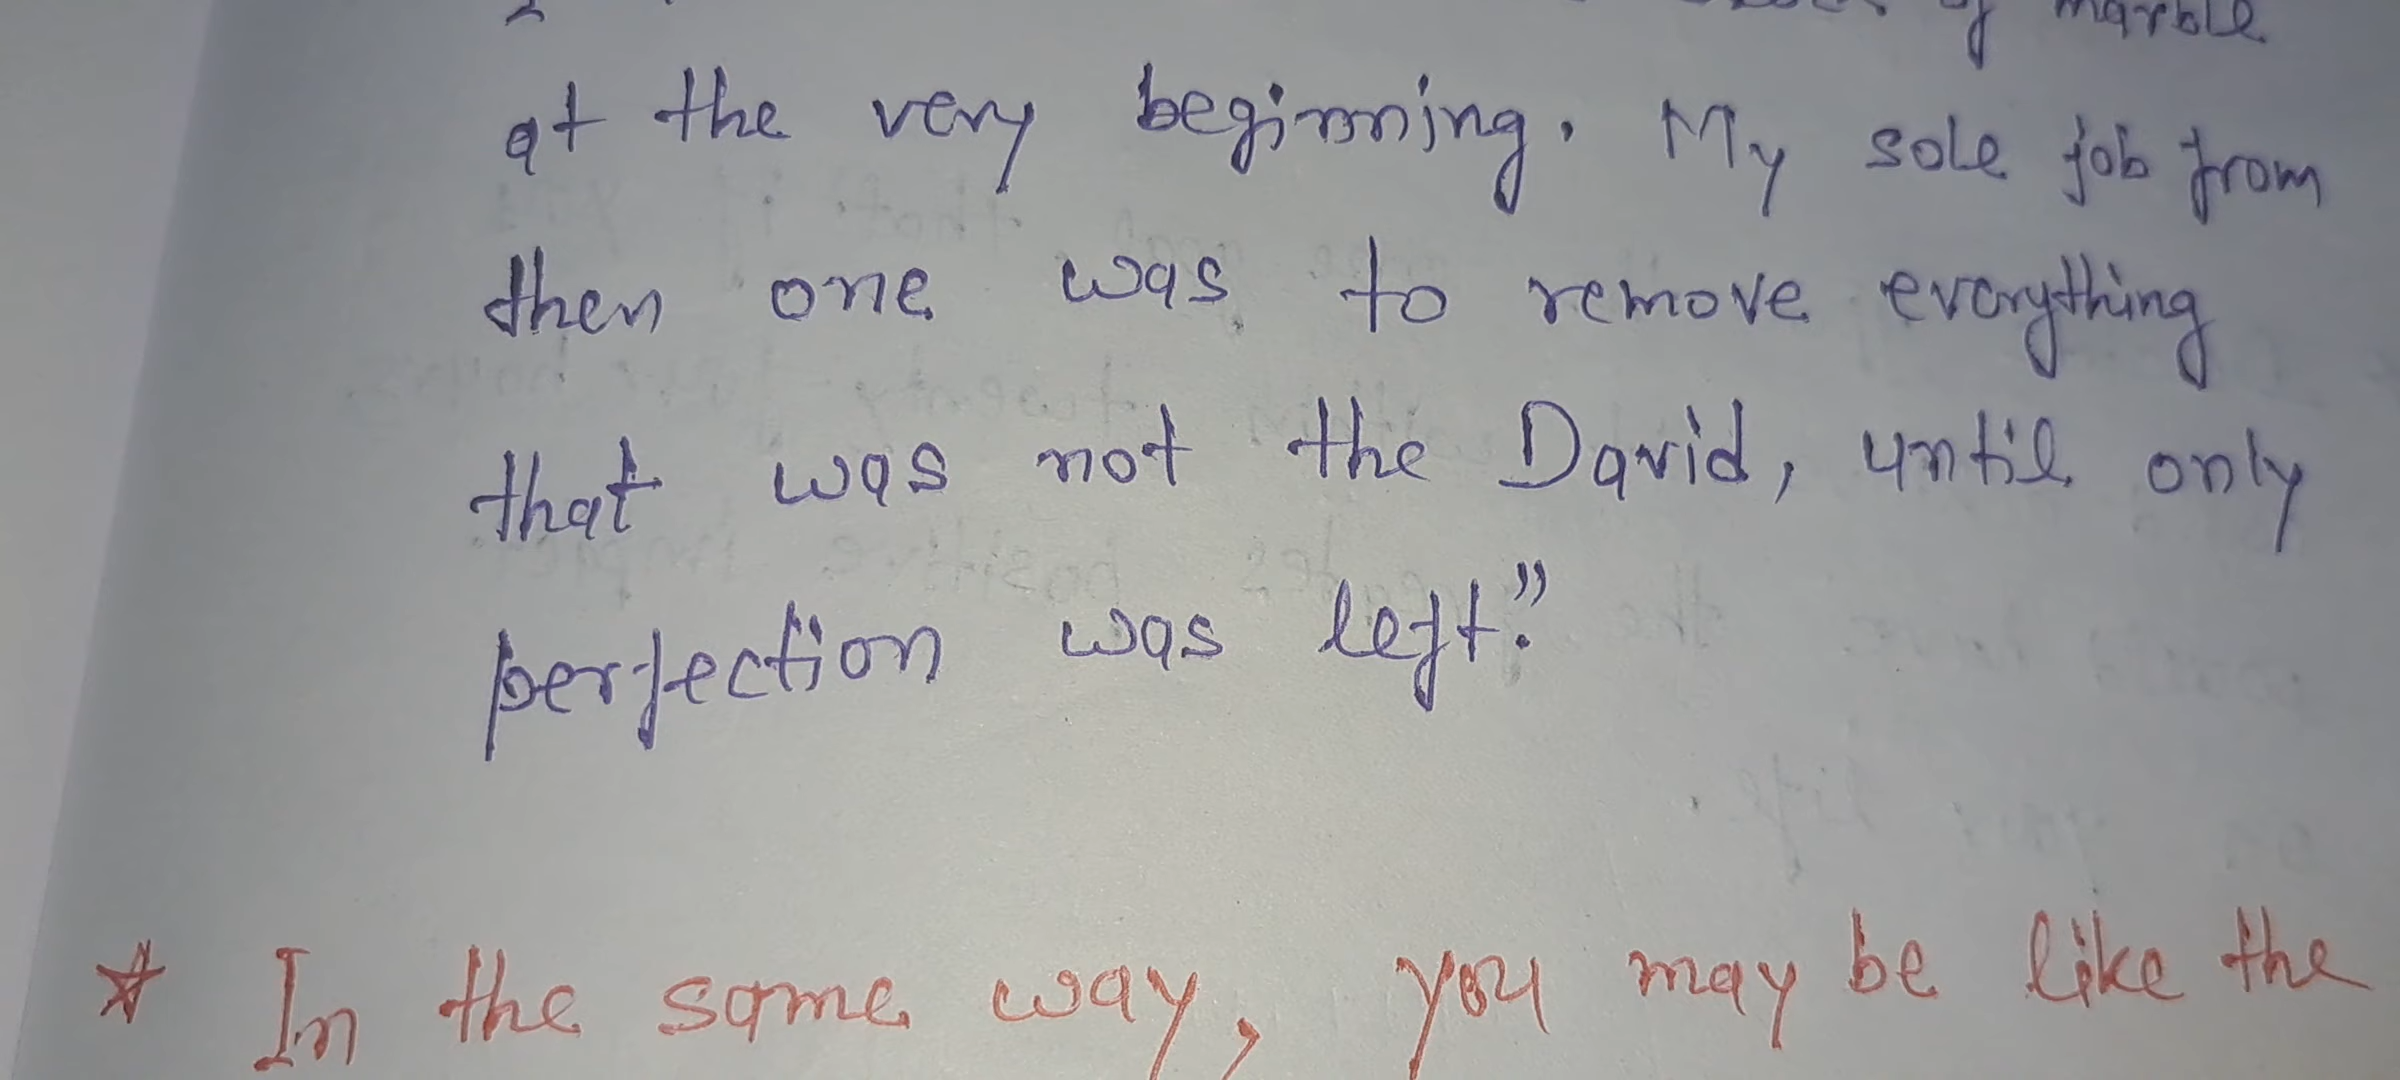 of marble
at the very beginning. My sole job from
then one was to remove everything
that was not the David, until only
perfection was left."
* In the same way, you may be like the